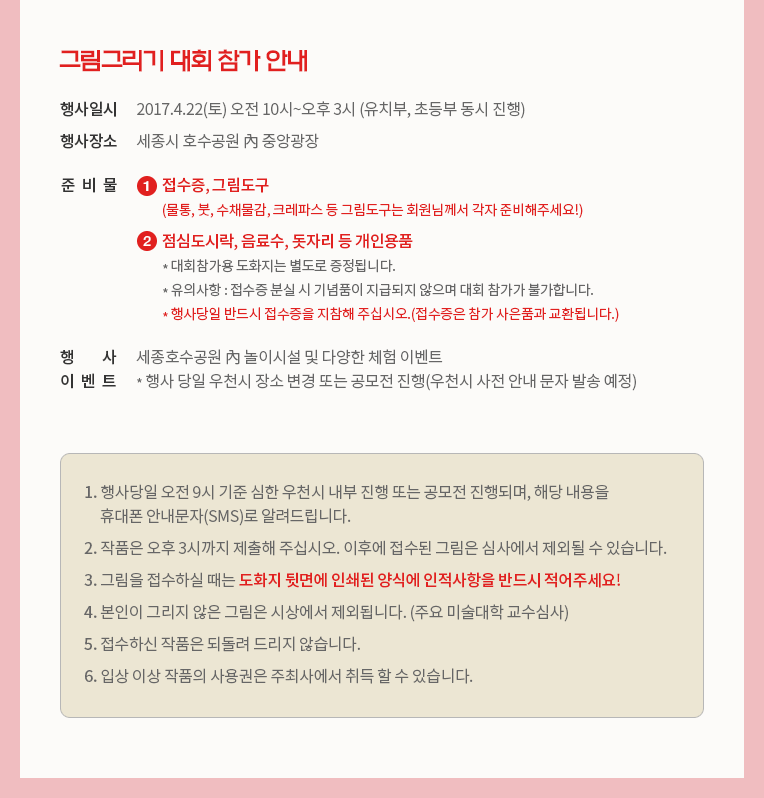 그림그리기 대회 참가 안내
행사일시 2017.4.22(토) 오전 10시~오후 3시 (유치부, 초등부 동시 진행)
행사장소 세종시 호수공원 內 중앙광장
준 비 물 1 접수증, 그림도구
(물통, 붓, 수채물감, 크레파스 등 그림도구는 회원님께서 각자 준비해주세요!)
2 점심도시락, 음료수, 돗자리 등 개인용품
* 대회참가용 도화지는 별도로 증정됩니다.
* 유의사항 : 접수증 분실 시 기념품이 지급되지 않으며 대회 참가가 불가합니다.
* 행사당일 반드시 접수증을 지참해 주십시오.(접수증은 참가 사은품과 교환됩니다.)
행 사 세종호수공원 內 놀이시설 및 다양한 체험 이벤트
이 벤 트 * 행사 당일 우천시 장소 변경 또는 공모전 진행(우천시 사전 안내 문자 발송 예정)
1. 행사당일 오전 9시 기준 심한 우천시 내부 진행 또는 공모전 진행되며, 해당 내용을
휴대폰 안내문자(SMS)로 알려드립니다.
2. 작품은 오후 3시까지 제출해 주십시오. 이후에 접수된 그림은 심사에서 제외될 수 있습니다.
3. 그림을 접수하실 때는 도화지 뒷면에 인쇄된 양식에 인적사항을 반드시 적어주세요!
4. 본인이 그리지 않은 그림은 시상에서 제외됩니다. (주요 미술대학 교수심사)
5. 접수하신 작품은 되돌려 드리지 않습니다.
6. 입상 이상 작품의 사용권은 주최사에서 취득 할 수 있습니다.